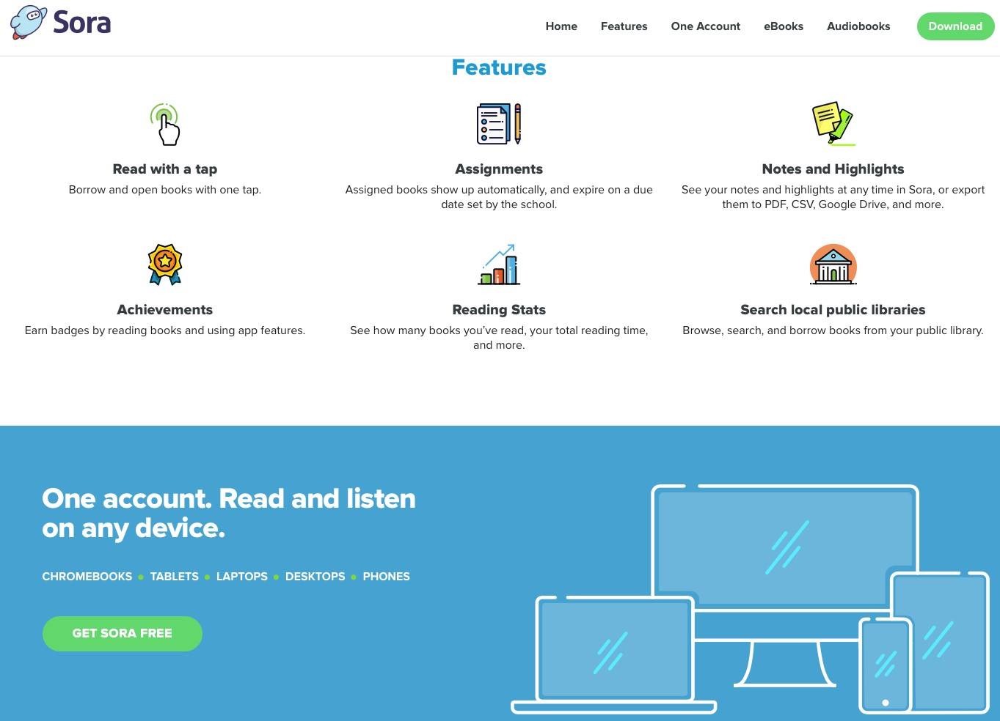 Sora
Home
Features
One Account
eBooks
Audiobooks
Download
Features
Read with a tap
Borrow and open books with one tap.
Assignments
Assigned books show up automatically, and expire on a due
date set by the school.
Notes and Highlights
See your notes and highlights at any time in Sora, or export
them to PDF, CSV, Google Drive, and more.
Achievements
Earn badges by reading books and using app features.
Reading Stats
See how many books you’ve read, your total reading time,
and more.
Search local public libraries
Browse, search, and borrow books from your public library.
One account. Read and listen
on any device.
CHROMEBOOKS • TABLETS • LAPTOPS • DESKTOPS • PHONES
GET SORA FREE